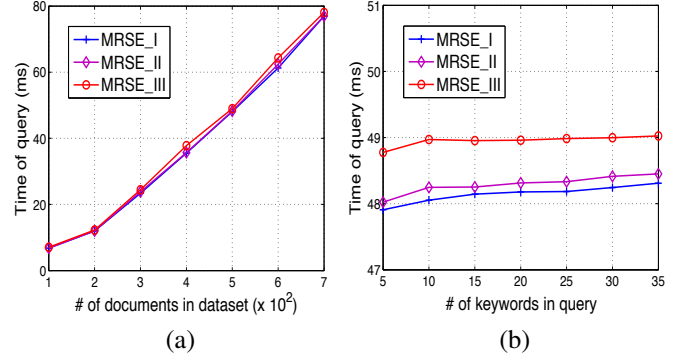 80
60
40
20
0
1 2 3 4 5 6 7
Time of query (ms)
# of documents in dataset (x 10²)
MRSE_I
MRSE_II
MRSE_III
(a)
51
50
49
48
47
5 10 15 20 25 30 35
Time of query (ms)
# of keywords in query
MRSE_I
MRSE_II
MRSE_III
(b)